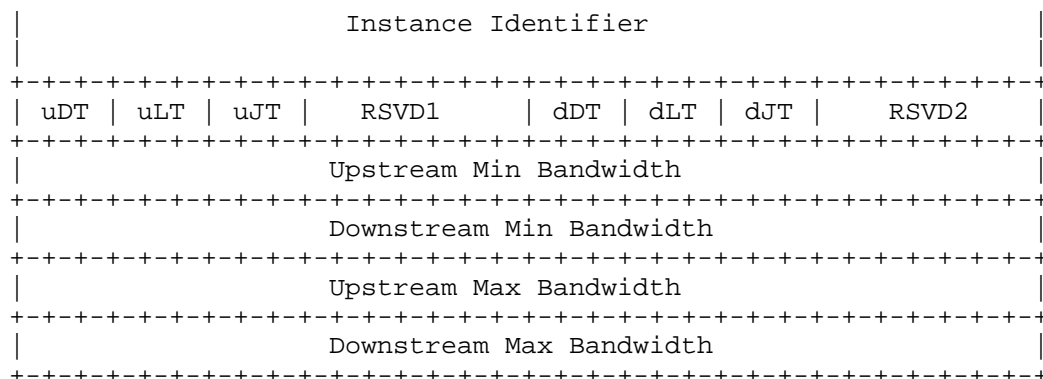 |                    Instance Identifier                        |
|                                                               |
+-+-+-+-+-+-+-+-+-+-+-+-+-+-+-+-+-+-+-+-+-+-+-+-+-+-+-+-+-+-+-+-+
| uDT | uLT | uJT |   RSVD1     | dDT | dLT | dJT |    RSVD2    |
+-+-+-+-+-+-+-+-+-+-+-+-+-+-+-+-+-+-+-+-+-+-+-+-+-+-+-+-+-+-+-+-+
|                   Upstream Min Bandwidth                      |
+-+-+-+-+-+-+-+-+-+-+-+-+-+-+-+-+-+-+-+-+-+-+-+-+-+-+-+-+-+-+-+-+
|                   Downstream Min Bandwidth                    |
+-+-+-+-+-+-+-+-+-+-+-+-+-+-+-+-+-+-+-+-+-+-+-+-+-+-+-+-+-+-+-+-+
|                   Upstream Max Bandwidth                      |
+-+-+-+-+-+-+-+-+-+-+-+-+-+-+-+-+-+-+-+-+-+-+-+-+-+-+-+-+-+-+-+-+
|                   Downstream Max Bandwidth                    |
+-+-+-+-+-+-+-+-+-+-+-+-+-+-+-+-+-+-+-+-+-+-+-+-+-+-+-+-+-+-+-+-+